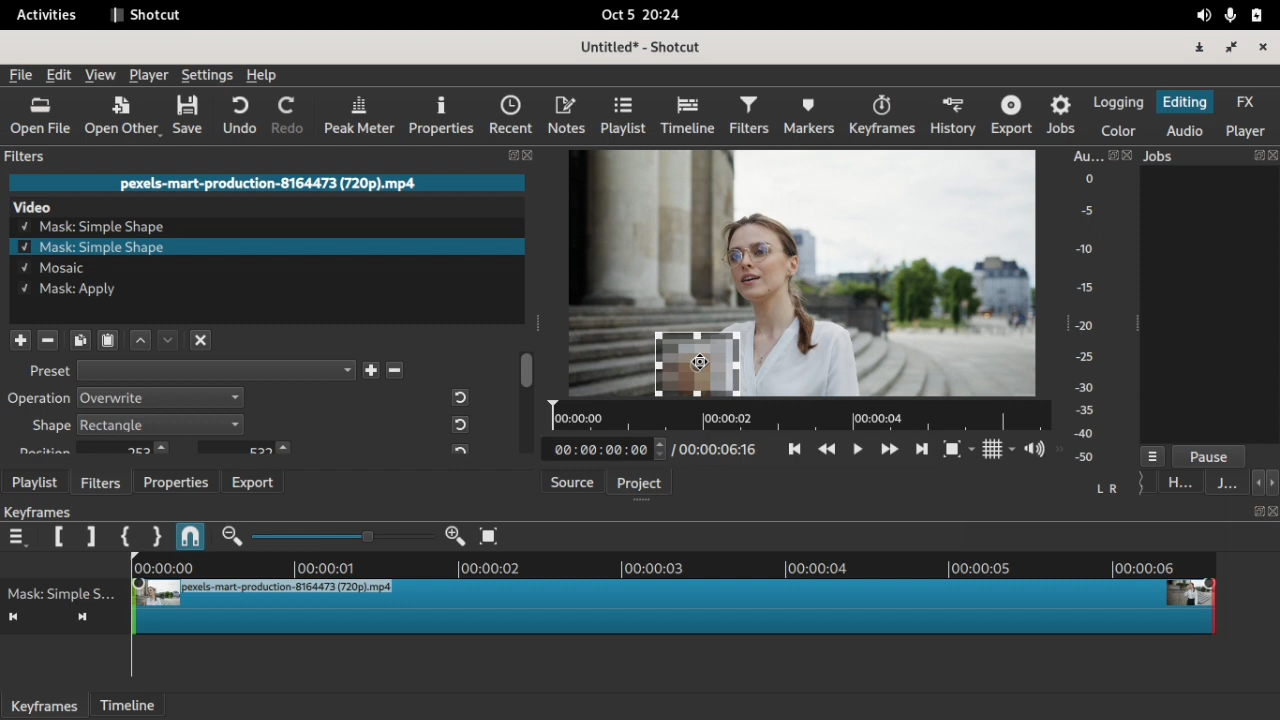 Activities Shotcut Oct 5 20:24
Untitled* - Shotcut
File Edit View Player Settings Help
Open File Open Other Save Undo Redo Peak Meter Properties Recent Notes Playlist Timeline Filters Markers Keyframes History Export Jobs
Logging Editing FX
Color Audio Player
Filters
pexels-mart-production-8164473 (720p).mp4
Video
✓ Mask: Simple Shape
✓ Mask: Simple Shape
✓ Mosaic
✓ Mask: Apply
Preset
Operation Overwrite
Shape Rectangle
Position 253 532
Playlist Filters Properties Export
00:00:00 00:00:02 00:00:04
00:00:00:00 / 00:00:06:16
Source Project
Au...
0
-5
-10
-15
-20
-25
-30
-35
-40
-50
L R
Jobs
Pause
H... J...
Keyframes
00:00:00 00:00:01 00:00:02 00:00:03 00:00:04 00:00:05 00:00:06
Mask: Simple S...
pexels-mart-production-8164473 (720p).mp4
Keyframes Timeline